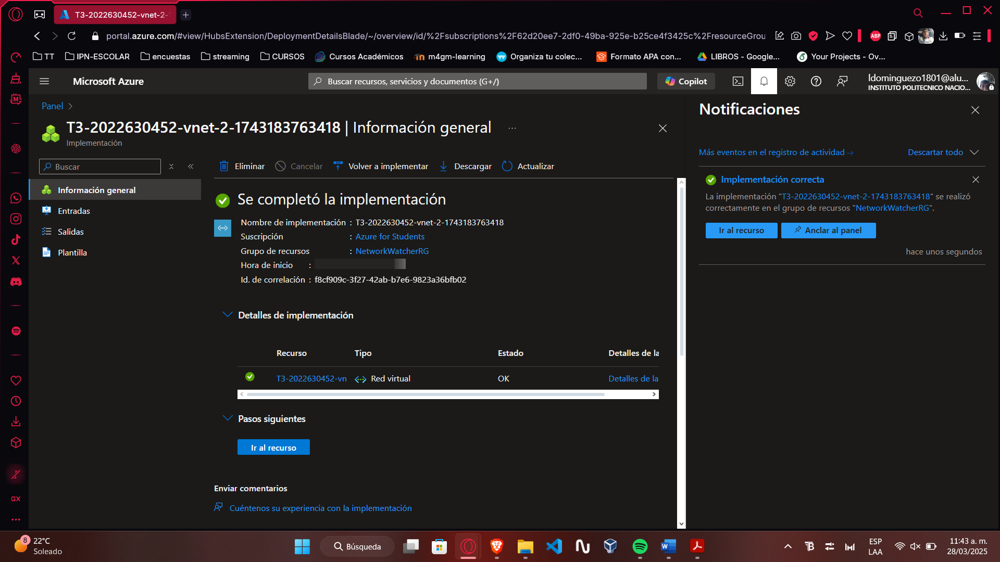 T3-2022630452-vnet-2-
portal.azure.com/#view/HubsExtension/DeploymentDetailsBlade/~/overview/id/%2Fsubscriptions%2F62d20ee7-2df0-49ba-925e-b25ce4f3425c%2FresourceGrou
ABP
TT
IPN-ESCOLAR
encuestas
streaming
CURSOS
Cursos Académicos
m4gm-learning
Organiza tu colec...
Formato APA con...
LIBROS - Google...
Your Projects - Ov...
Microsoft Azure
Buscar recursos, servicios y documentos (G+/)
Copilot
ldominguezo1801@alu...
INSTITUTO POLITECNICO NACIO...
Panel
T3-2022630452-vnet-2-1743183763418 | Información general
...
Implementación
Buscar
Información general
Entradas
Salidas
Plantilla
Eliminar
Cancelar
Volver a implementar
Descargar
Actualizar
Se completó la implementación
Nombre de implementación : T3-2022630452-vnet-2-1743183763418
Suscripción : Azure for Students
Grupo de recursos : NetworkWatcherRG
Hora de inicio :
Id. de correlación : f8cf909c-3f27-42ab-b7e6-9823a36bfb02
Detalles de implementación
Recurso Tipo Estado Detalles de la
T3-2022630452-vn Red virtual OK Detalles de la
Pasos siguientes
Ir al recurso
Enviar comentarios
Cuéntenos su experiencia con la implementación
Notificaciones
Más eventos en el registro de actividad →
Descartar todo
Implementación correcta
La implementación "T3-2022630452-vnet-2-1743183763418" se realizó
correctamente en el grupo de recursos "NetworkWatcherRG".
Ir al recurso
Anclar al panel
hace unos segundos
GX
8
22°C
Soleado
Búsqueda
ESP
LAA
11:43 a. m.
28/03/2025